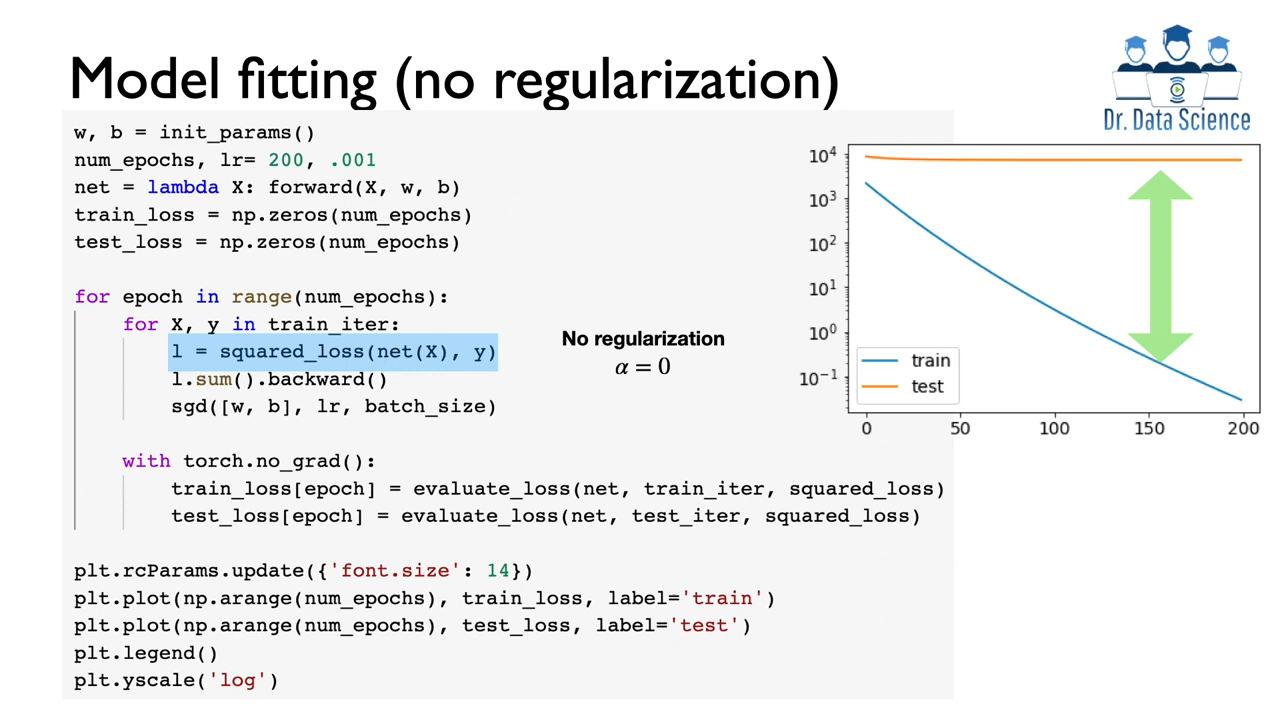 Model fitting (no regularization)
Dr. Data Science
w, b = init_params()
num_epochs, lr= 200, .001
net = lambda X: forward(X, w, b)
train_loss = np.zeros(num_epochs)
test_loss = np.zeros(num_epochs)
for epoch in range(num_epochs):
for X, y in train_iter:
l = squared_loss(net(X), y)
l.sum().backward()
sgd([w, b], lr, batch_size)
with torch.no_grad():
train_loss[epoch] = evaluate_loss(net, train_iter, squared_loss)
test_loss[epoch] = evaluate_loss(net, test_iter, squared_loss)
plt.rcParams.update({'font.size': 14})
plt.plot(np.arange(num_epochs), train_loss, label='train')
plt.plot(np.arange(num_epochs), test_loss, label='test')
plt.legend()
plt.yscale('log')
No regularization
α = 0
10⁴
10³
10²
10¹
10⁰
10⁻¹
train
test
0 50 100 150 200